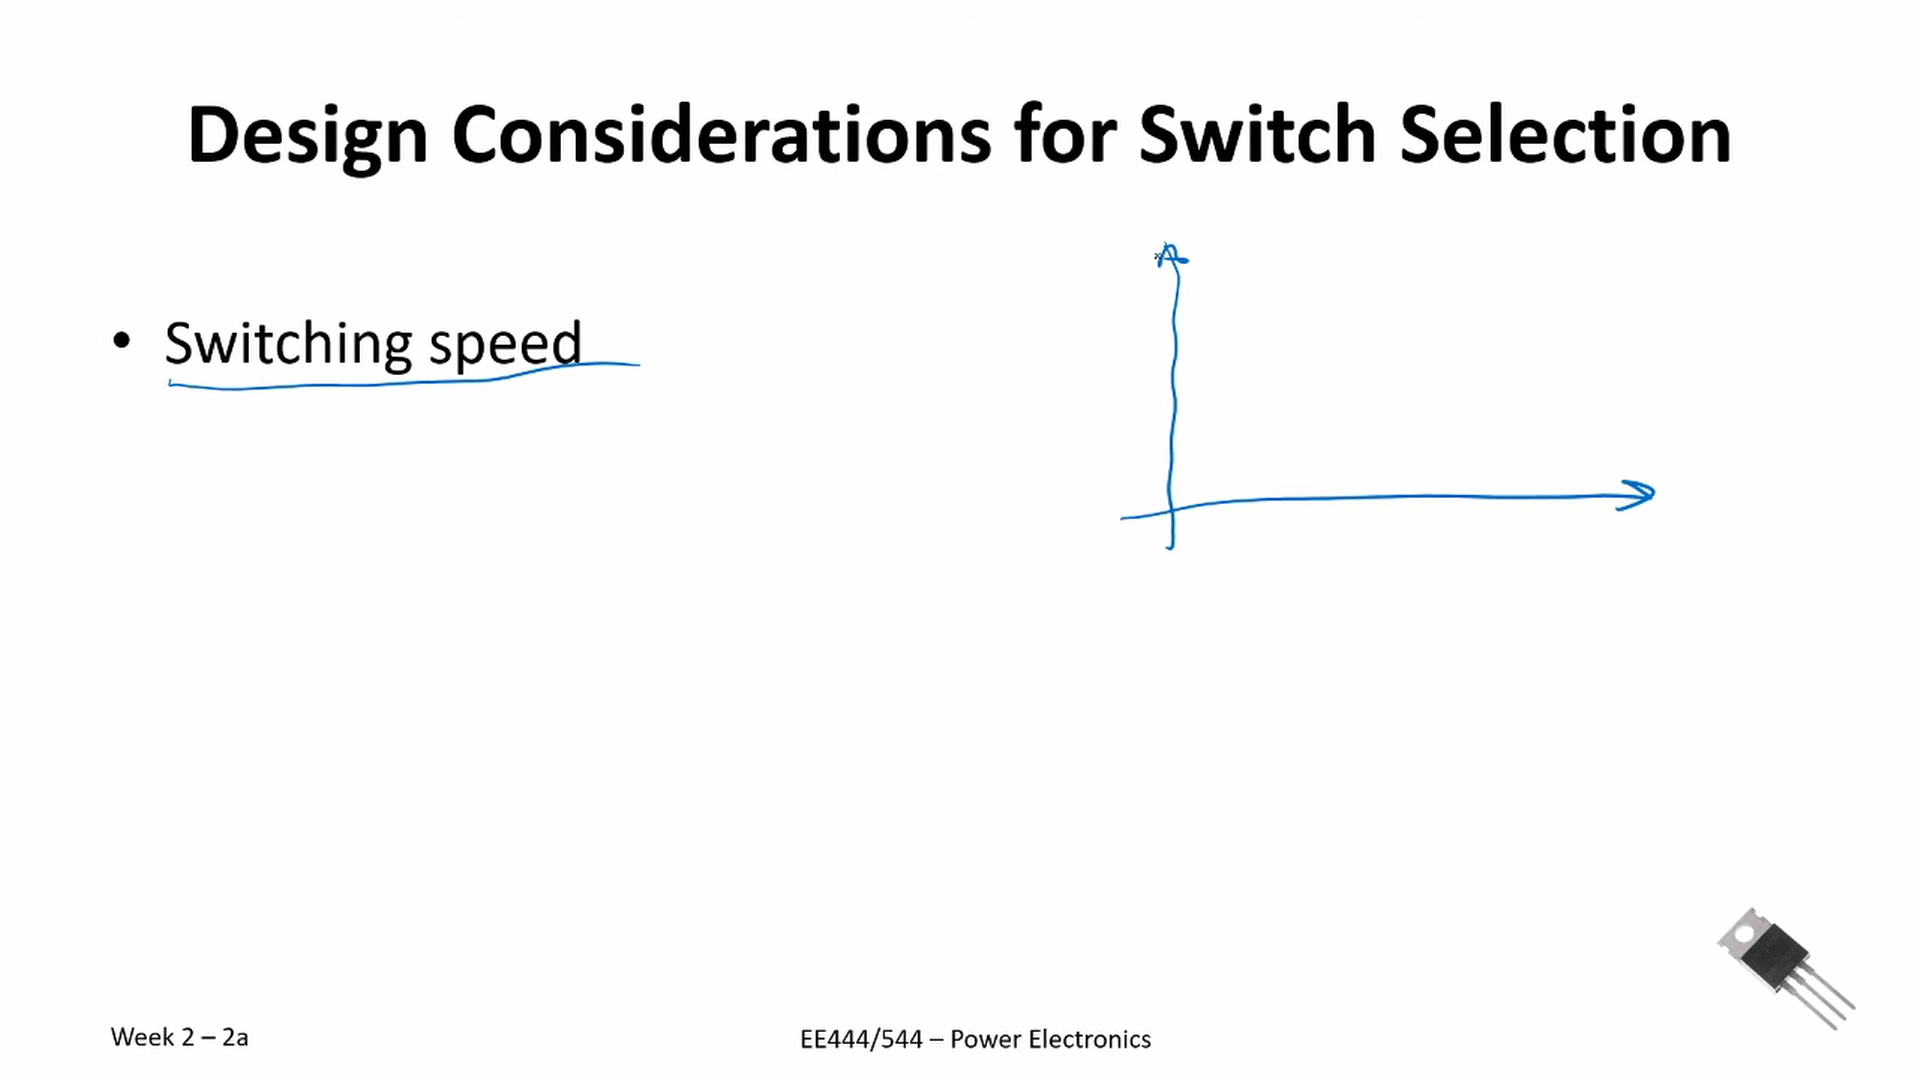 Design Considerations for Switch Selection
• Switching speed
Week 2 – 2a
EE444/544 – Power Electronics